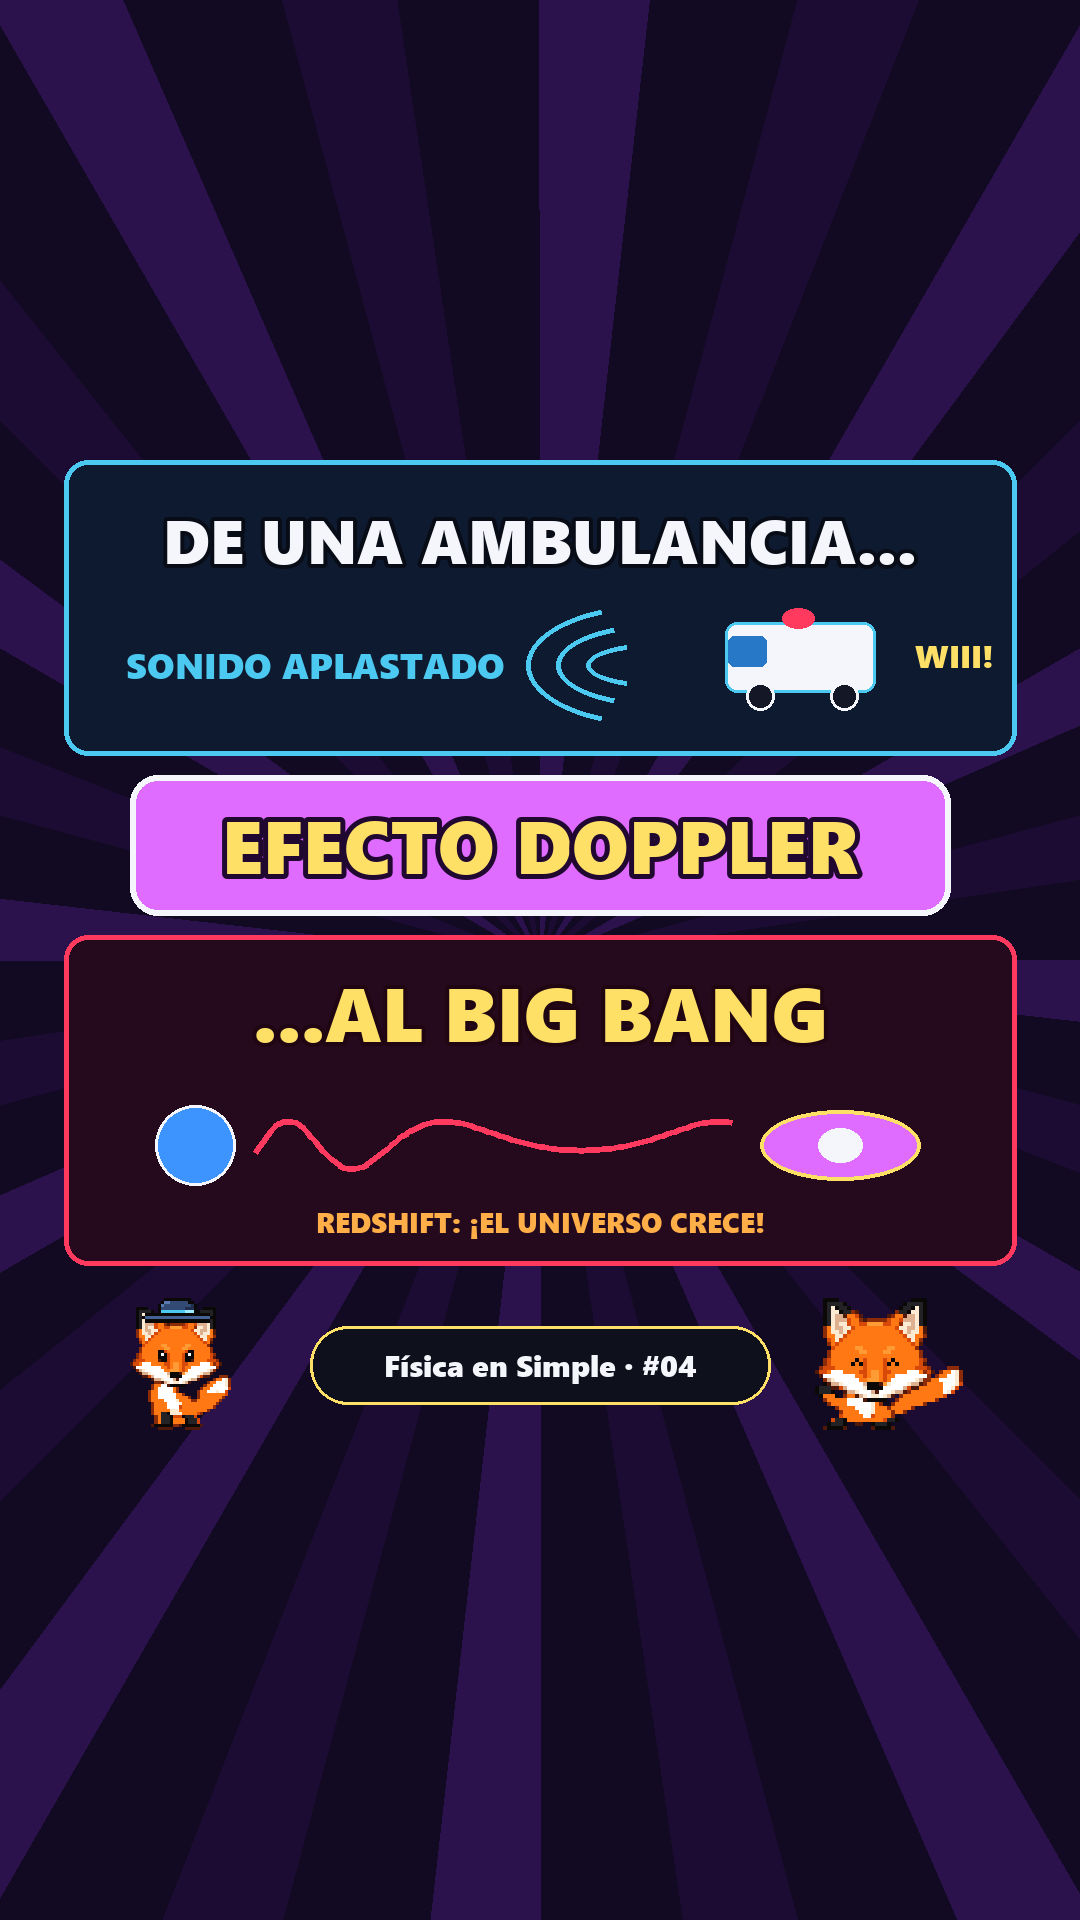 DE UNA AMBULANCIA...
SONIDO APLASTADO
WIII!
EFECTO DOPPLER
...AL BIG BANG
REDSHIFT: ¡EL UNIVERSO CRECE!
Física en Simple · #04